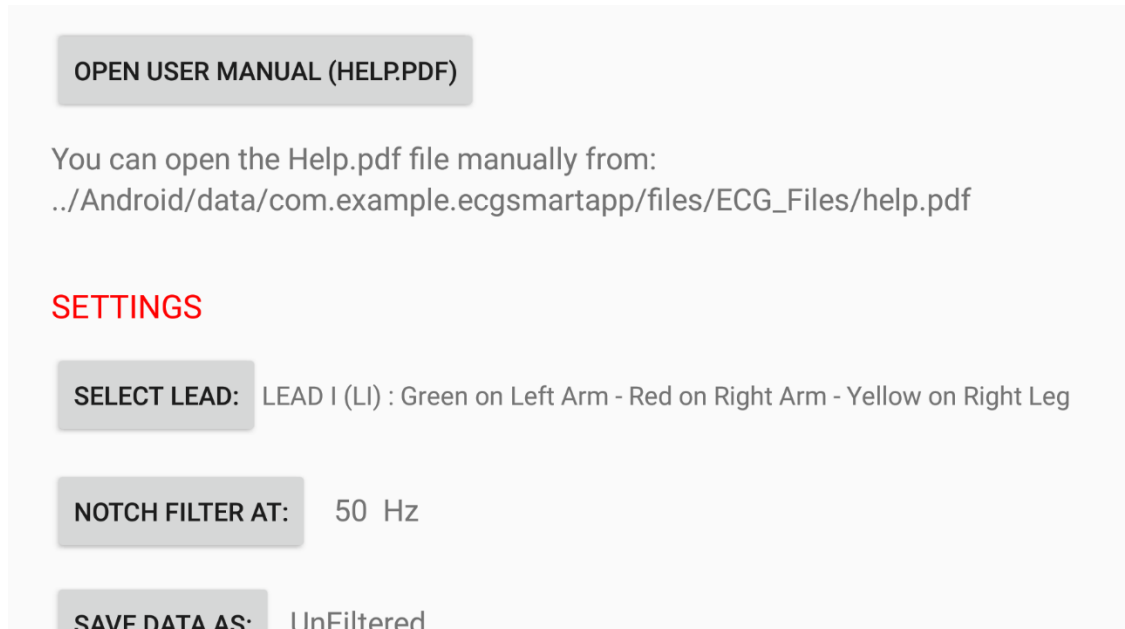 OPEN USER MANUAL (HELP.PDF)
You can open the Help.pdf file manually from:
../Android/data/com.example.ecgsmartapp/files/ECG_Files/help.pdf
SETTINGS
SELECT LEAD: LEAD I (LI) : Green on Left Arm - Red on Right Arm - Yellow on Right Leg
NOTCH FILTER AT: 50 Hz
SAVE DATA AS: UnFiltered